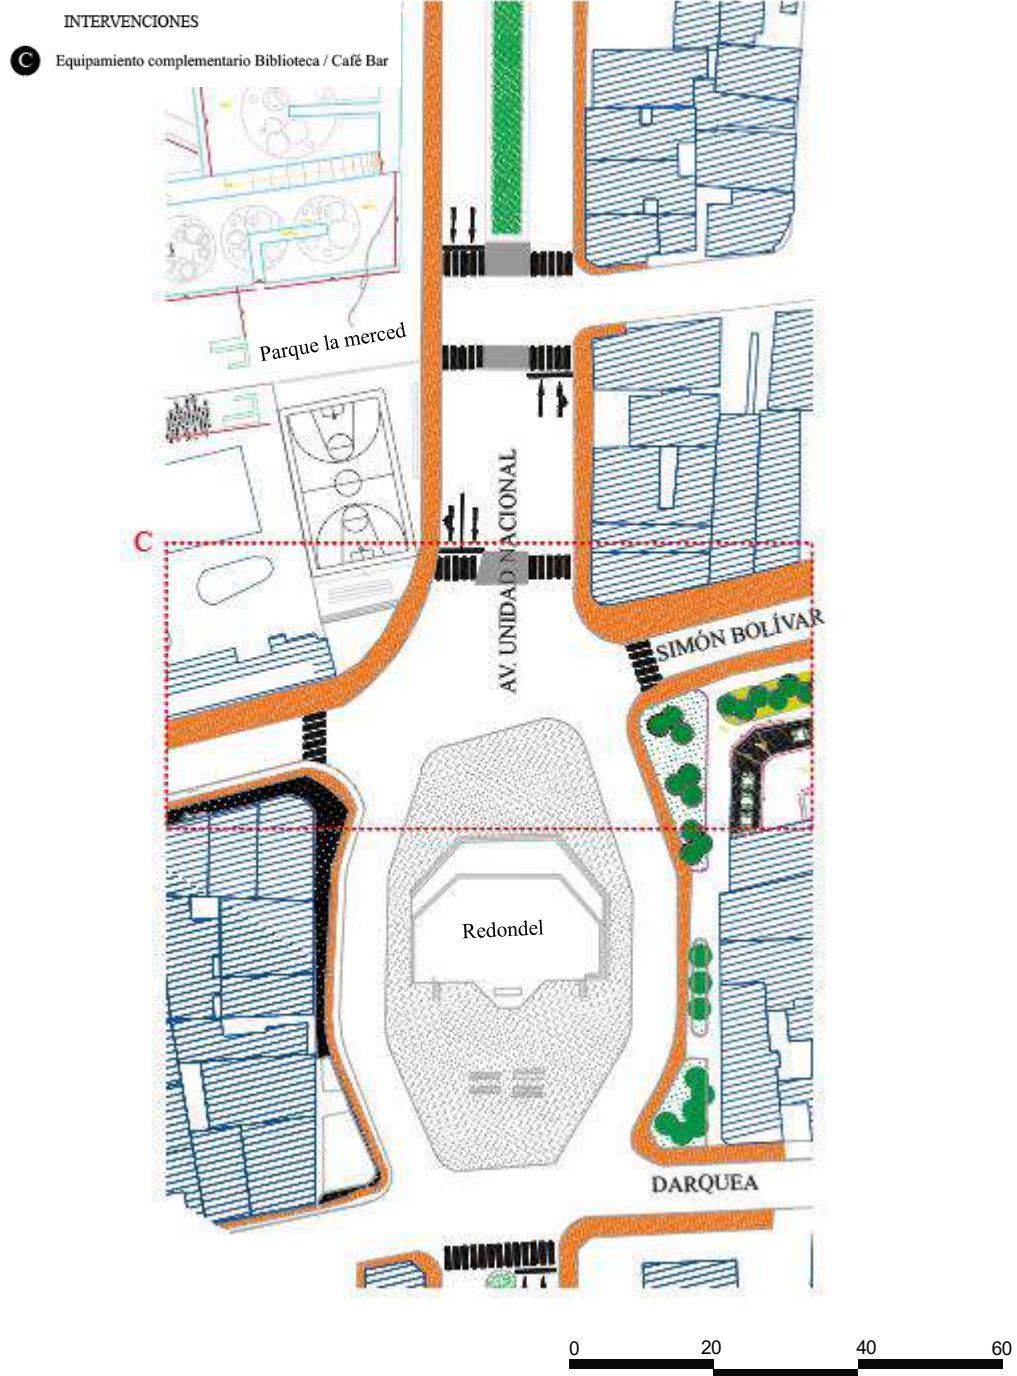 INTERVENCIONES
C Equipamiento complementario Biblioteca / Café Bar
Parque la merced
AV. UNIDAD NACIONAL
C
SIMÓN BOLÍVAR
Redondel
DARQUEA
0 20 40 60